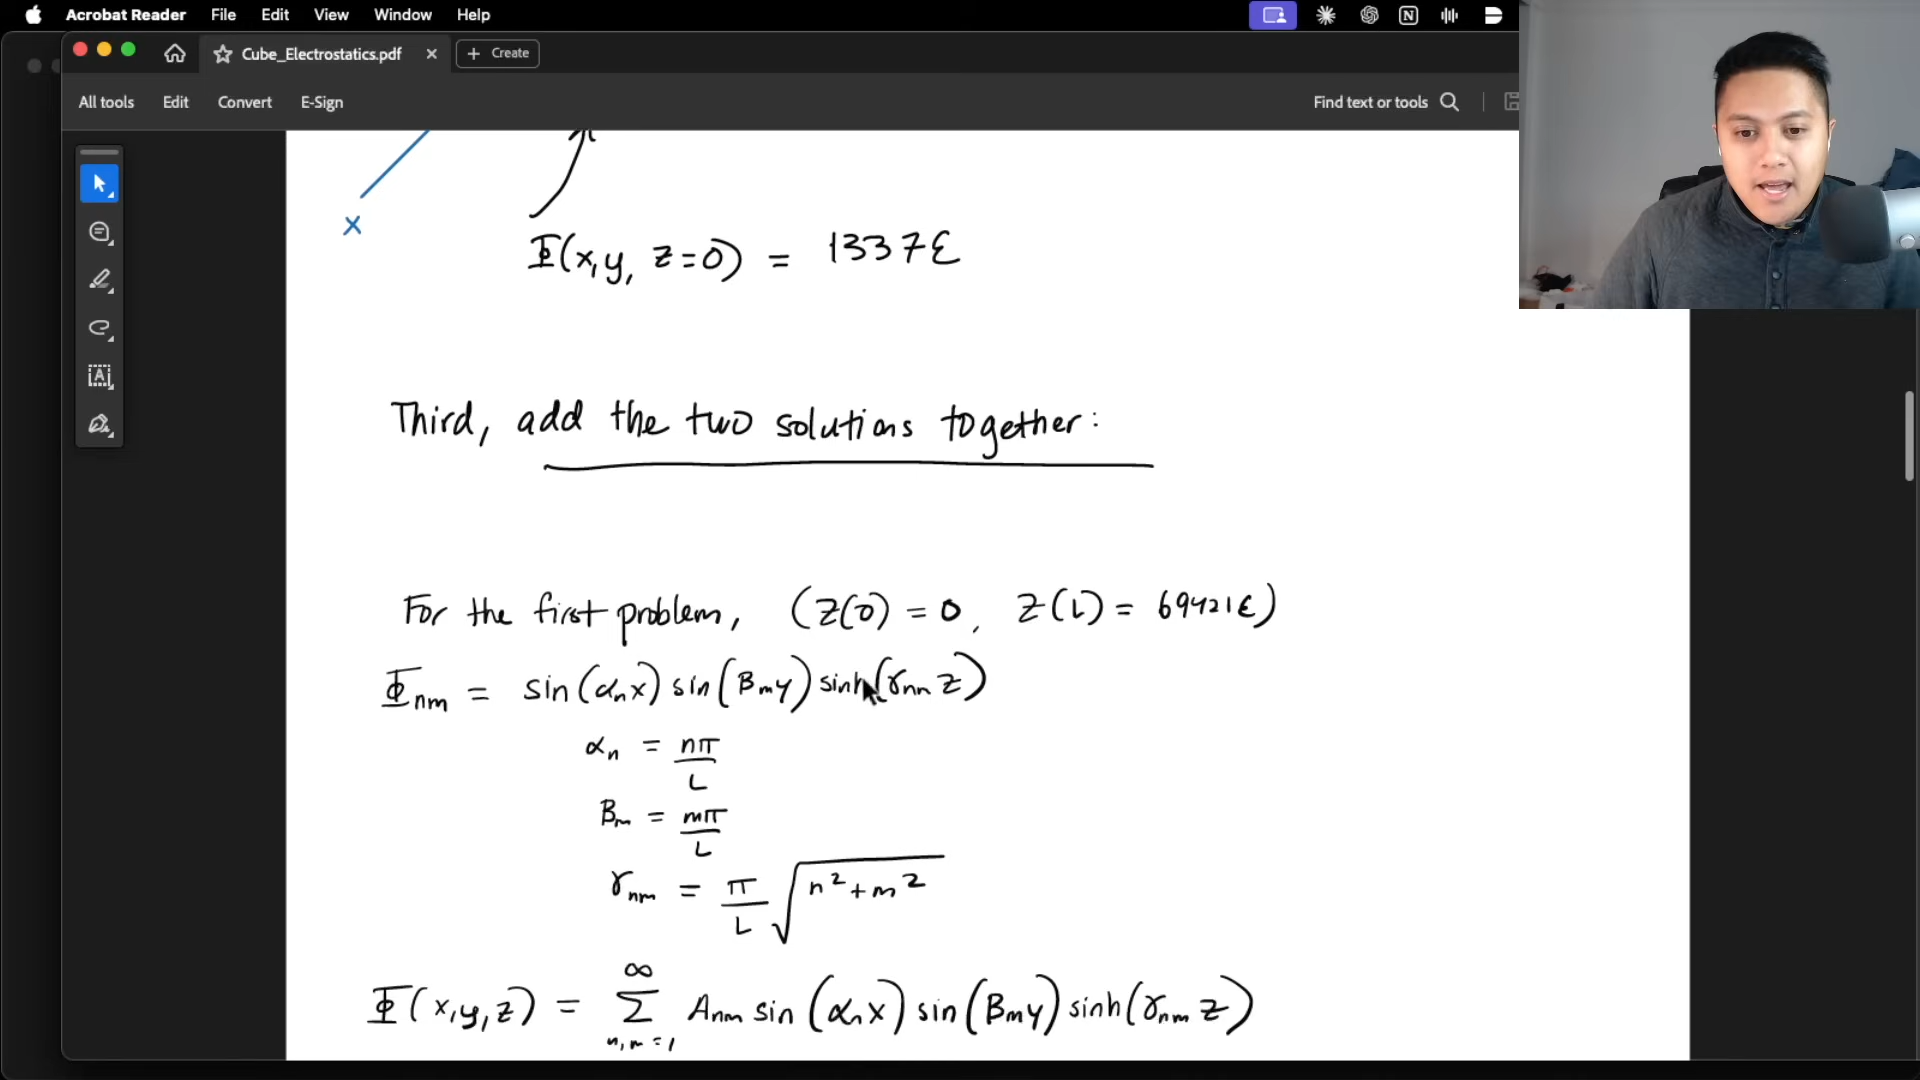 Acrobat Reader File Edit View Window Help
Cube_Electrostatics.pdf × + Create
All tools Edit Convert E-Sign Find text or tools
x
Φ(x,y, z=0) = 1337ε
Third, add the two solutions together:
For the first problem, (Z(0) = 0, Z(L) = 69421ε)
Φnm = sin(αnx) sin(βmy) sinh(γnm z)
αn = nπ/L
βm = mπ/L
γnm = π/L √(n²+m²)
Φ(x,y,z) = ∞ Σ n,m=1 Anm sin(αnx) sin(βmy) sinh(γnm z)